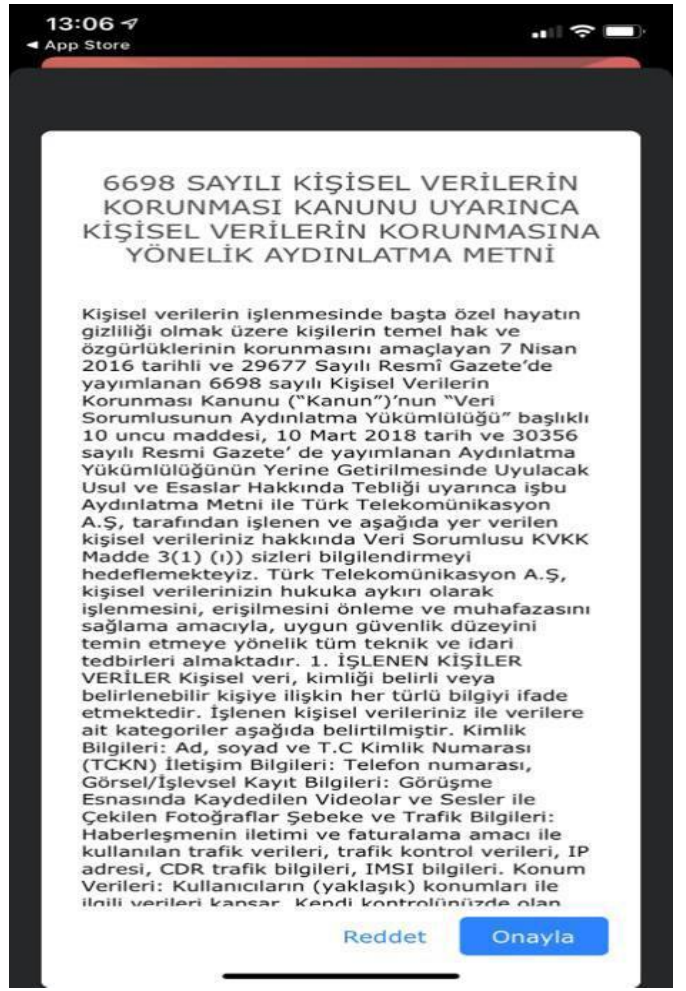 13:06
◄ App Store
6698 SAYILI KİŞİSEL VERİLERİN
KORUNMASI KANUNU UYARINCA
KİŞİSEL VERİLERİN KORUNMASINA
YÖNELİK AYDINLATMA METNİ
Kişisel verilerin işlenmesinde başta özel hayatın
gizliliği olmak üzere kişilerin temel hak ve
özgürlüklerinin korunmasını amaçlayan 7 Nisan
2016 tarihli ve 29677 Sayılı Resmî Gazete’de
yayımlanan 6698 sayılı Kişisel Verilerin
Korunması Kanunu (“Kanun”)’nun “Veri
Sorumlusunun Aydınlatma Yükümlülüğü” başlıklı
10 uncu maddesi, 10 Mart 2018 tarih ve 30356
sayılı Resmi Gazete’ de yayımlanan Aydınlatma
Yükümlülüğünün Yerine Getirilmesinde Uyulacak
Usul ve Esaslar Hakkında Tebliği uyarınca işbu
Aydınlatma Metni ile Türk Telekomünikasyon
A.Ş, tarafından işlenen ve aşağıda yer verilen
kişisel verileriniz hakkında Veri Sorumlusu KVKK
Madde 3(1) (ı)) sizleri bilgilendirmeyi
hedeflemekteyiz. Türk Telekomünikasyon A.Ş,
kişisel verilerinizin hukuka aykırı olarak
işlenmesini, erişilmesini önleme ve muhafazasını
sağlama amacıyla, uygun güvenlik düzeyini
temin etmeye yönelik tüm teknik ve idari
tedbirleri almaktadır. 1. İŞLENEN KİŞİLER
VERİLER Kişisel veri, kimliği belirli veya
belirlenebilir kişiye ilişkin her türlü bilgiyi ifade
etmektedir. İşlenen kişisel verileriniz ile verilere
ait kategoriler aşağıda belirtilmiştir. Kimlik
Bilgileri: Ad, soyad ve T.C Kimlik Numarası
(TCKN) İletişim Bilgileri: Telefon numarası,
Görsel/İşlevsel Kayıt Bilgileri: Görüşme
Esnasında Kaydedilen Videolar ve Sesler ile
Çekilen Fotoğraflar Şebeke ve Trafik Bilgileri:
Haberleşmenin iletimi ve faturalama amacı ile
kullanılan trafik verileri, trafik kontrol verileri, IP
adresi, CDR trafik bilgileri, IMSI bilgileri. Konum
Verileri: Kullanıcıların (yaklaşık) konumları ile
ilgili verileri kapsar. Kendi kontrolünüzde olan
Reddet
Onayla